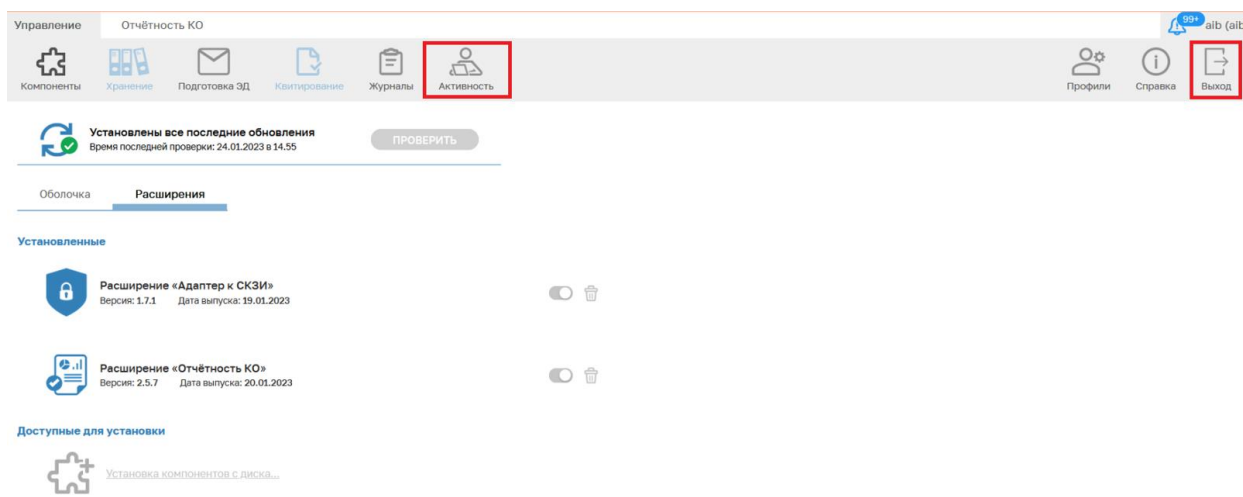 Управление Отчётность КО 99+ aib (aib
Компоненты Хранение Подготовка ЭД Квитирование Журналы Активность Профили Справка Выход
Установлены все последние обновления
Время последней проверки: 24.01.2023 в 14.55
ПРОВЕРИТЬ
Оболочка Расширения
Установленные
Расширение «Адаптер к СКЗИ»
Версия: 1.7.1 Дата выпуска: 19.01.2023
Расширение «Отчётность КО»
Версия: 2.5.7 Дата выпуска: 20.01.2023
Доступные для установки
Установка компонентов с диска...